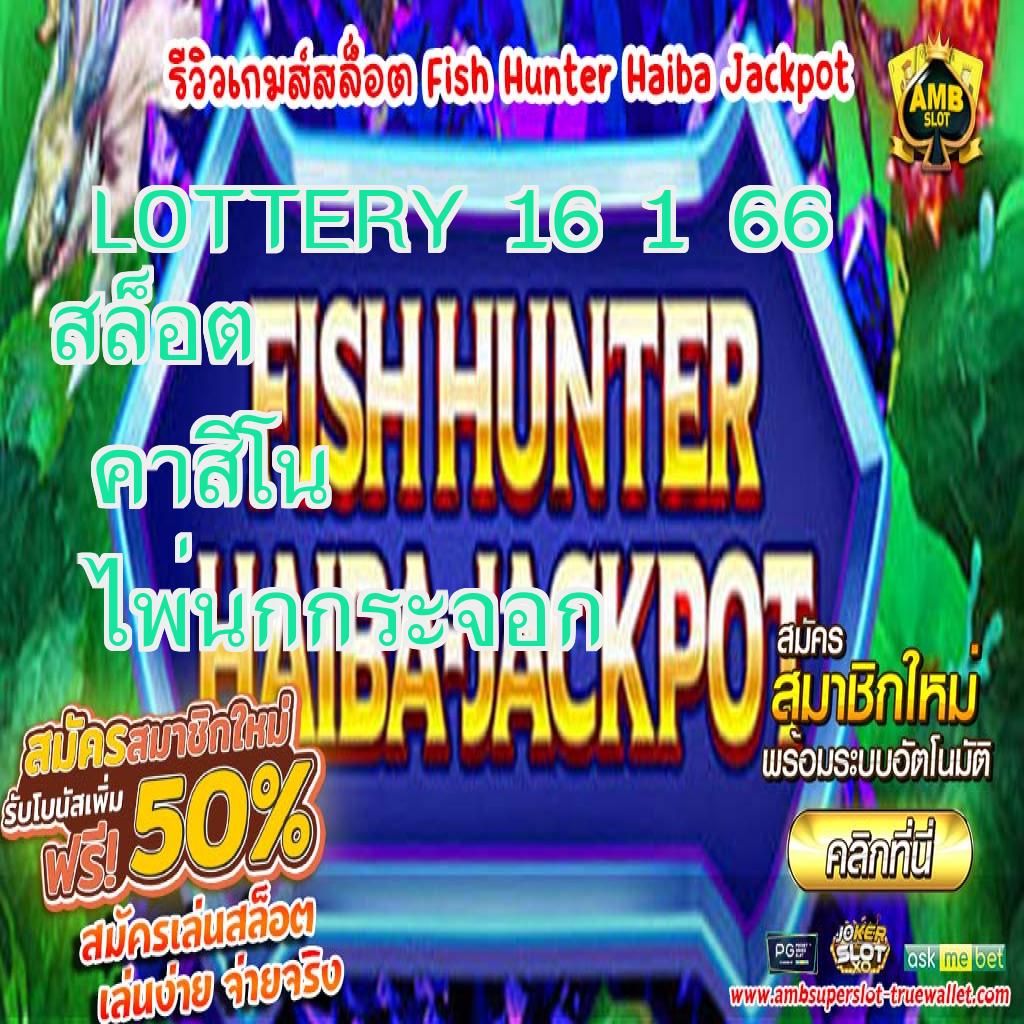 รีวิวเกมส์สล็อต Fish Hunter Haiba Jackpot
AMB
SLOT
LOTTERY 16 1 66
สล็อต
FISH HUNTER
คาสิโน
HAIBA JACKPOT
ไพ่นกกระจอก
สมัคร
สมาชิกใหม่
พร้อมระบบอัตโนมัติ
คลิกที่นี่
สมัครสมาชิกใหม่
รับโบนัสเพิ่ม
ฟรี! 50%
สมัครเล่นสล็อต
เล่นง่าย จ่ายจริง
PG
JOKER
SLOT
XO
ask me bet
www.ambsuperslot-truewallet.com